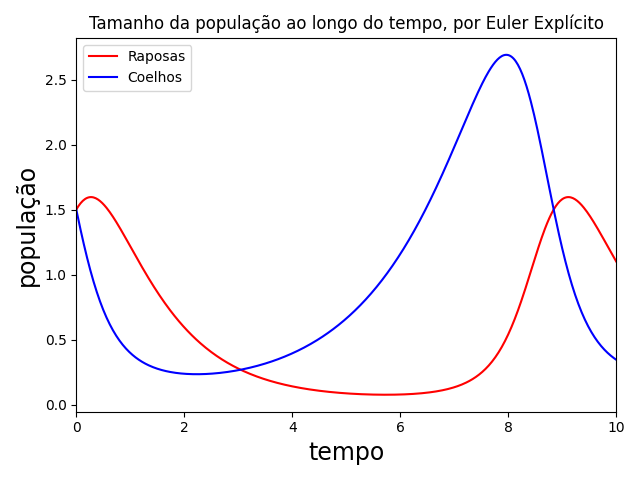 Tamanho da população ao longo do tempo, por Euler Explícito
Raposas
Coelhos
população
2.5
2.0
1.5
1.0
0.5
0.0
0 2 4 6 8 10
tempo